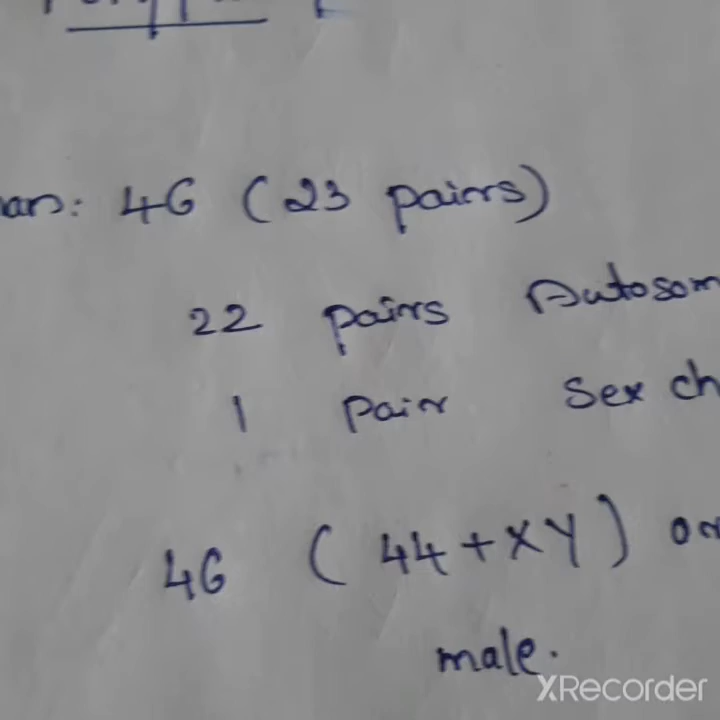 an: 46 (23 pairs)
22 pairs Autosom
1 Pair Sex ch
46 (44+XY) or
male.
XRecorder